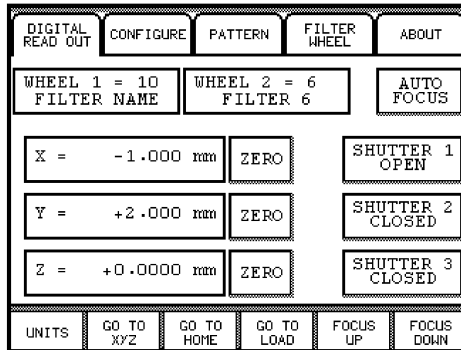 DIGITAL READ OUT
CONFIGURE
PATTERN
FILTER WHEEL
ABOUT
WHEEL 1 = 10
FILTER NAME
WHEEL 2 = 6
FILTER 6
AUTO FOCUS
X = -1.000 mm
ZERO
SHUTTER 1
OPEN
Y = +2.000 mm
ZERO
SHUTTER 2
CLOSED
Z = +0.0000 mm
ZERO
SHUTTER 3
CLOSED
UNITS
GO TO XYZ
GO TO HOME
GO TO LOAD
FOCUS UP
FOCUS DOWN